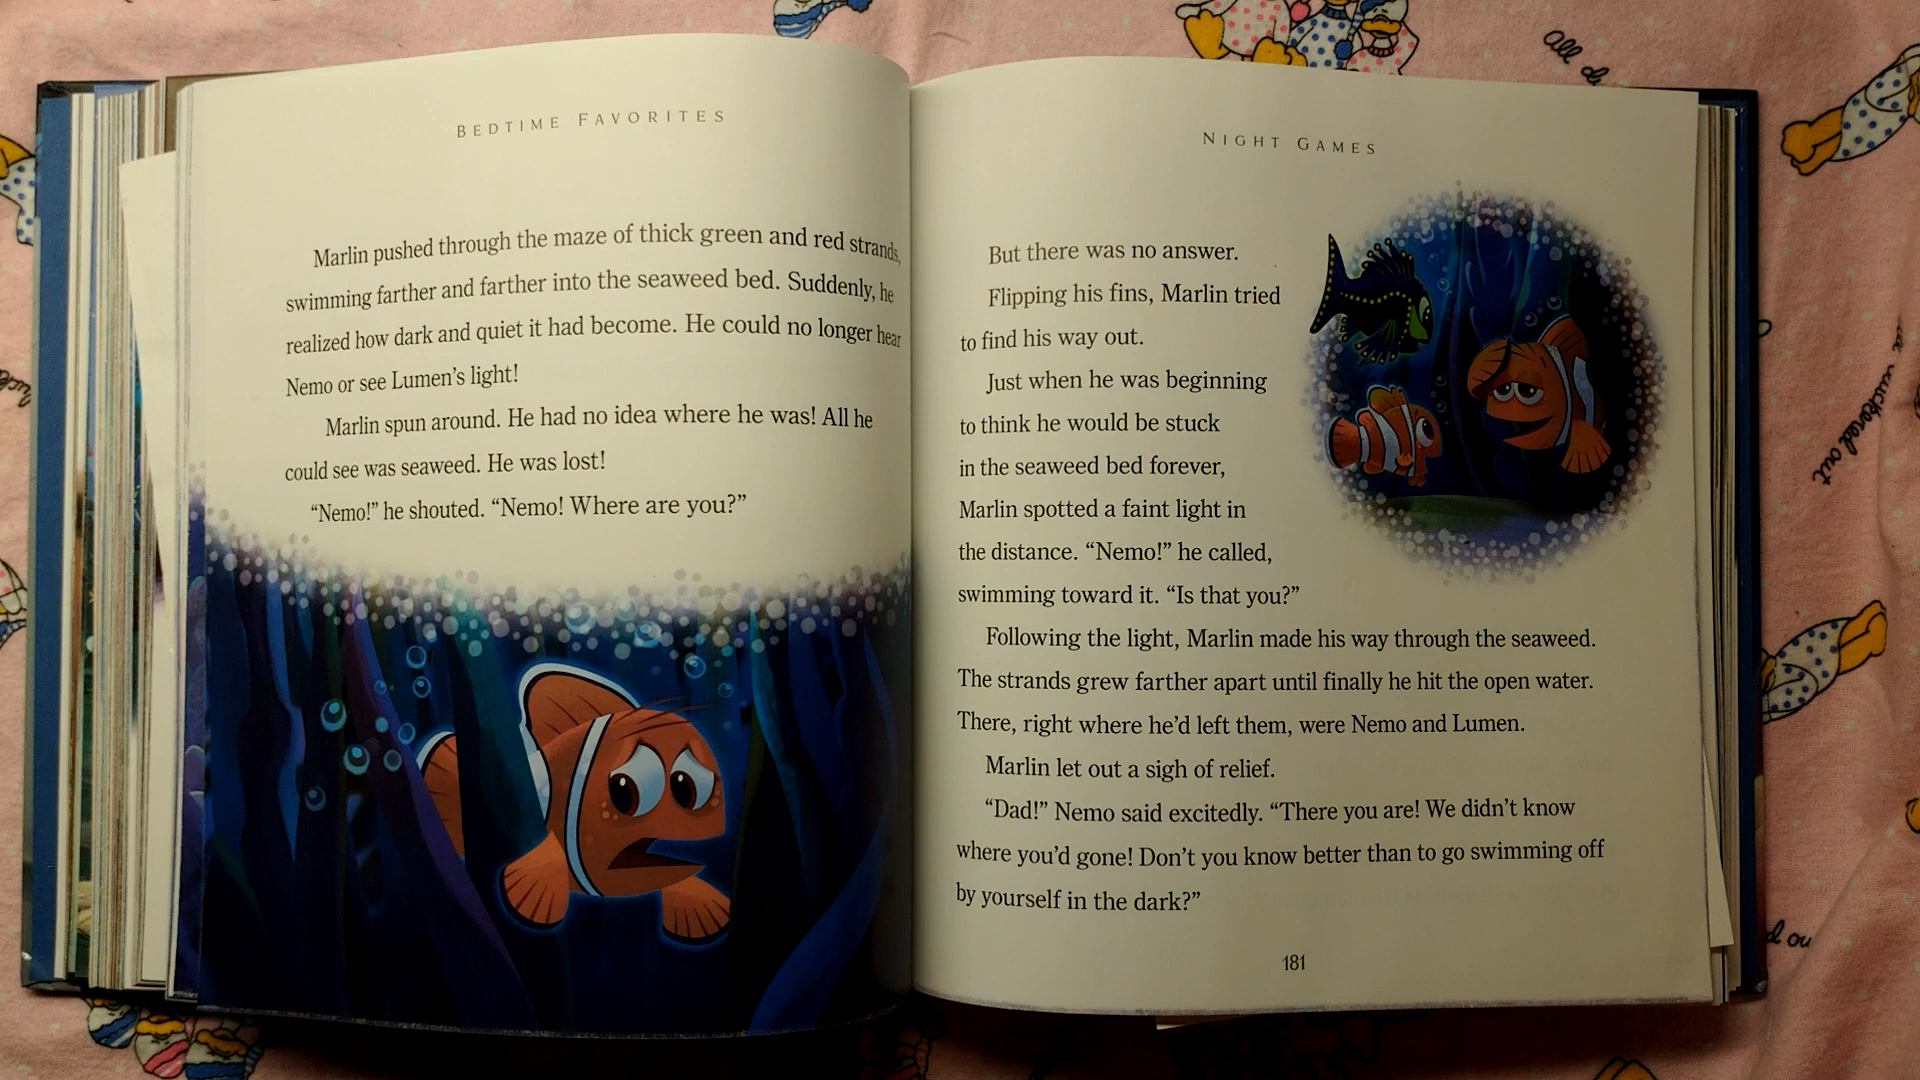 BEDTIME FAVORITES
Marlin pushed through the maze of thick green and red strands,
swimming farther and farther into the seaweed bed. Suddenly, he
realized how dark and quiet it had become. He could no longer hear
Nemo or see Lumen’s light!
Marlin spun around. He had no idea where he was! All he
could see was seaweed. He was lost!
“Nemo!” he shouted. “Nemo! Where are you?”
NIGHT GAMES
But there was no answer.
Flipping his fins, Marlin tried
to find his way out.
Just when he was beginning
to think he would be stuck
in the seaweed bed forever,
Marlin spotted a faint light in
the distance. “Nemo!” he called,
swimming toward it. “Is that you?”
Following the light, Marlin made his way through the seaweed.
The strands grew farther apart until finally he hit the open water.
There, right where he’d left them, were Nemo and Lumen.
Marlin let out a sigh of relief.
“Dad!” Nemo said excitedly. “There you are! We didn’t know
where you’d gone! Don’t you know better than to go swimming off
by yourself in the dark?”
181
All
tuckered out